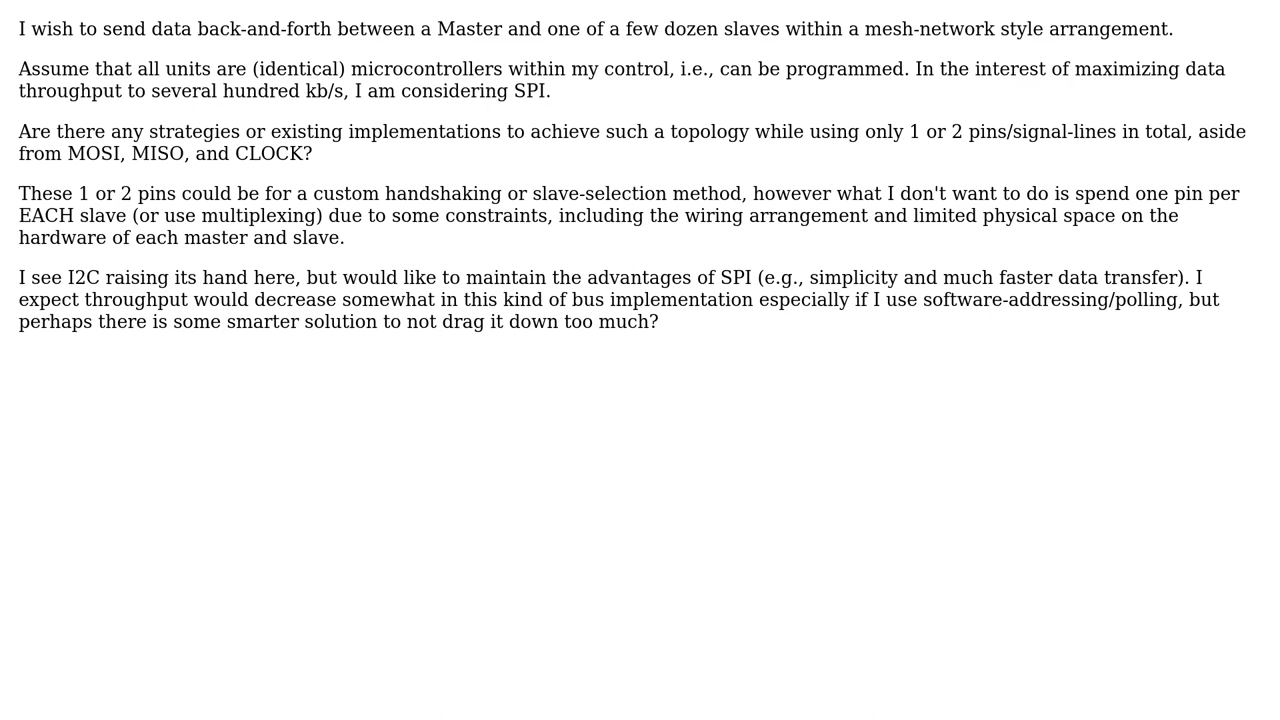 I wish to send data back-and-forth between a Master and one of a few dozen slaves within a mesh-network style arrangement.
Assume that all units are (identical) microcontrollers within my control, i.e., can be programmed. In the interest of maximizing data
throughput to several hundred kb/s, I am considering SPI.
Are there any strategies or existing implementations to achieve such a topology while using only 1 or 2 pins/signal-lines in total, aside
from MOSI, MISO, and CLOCK?
These 1 or 2 pins could be for a custom handshaking or slave-selection method, however what I don't want to do is spend one pin per
EACH slave (or use multiplexing) due to some constraints, including the wiring arrangement and limited physical space on the
hardware of each master and slave.
I see I2C raising its hand here, but would like to maintain the advantages of SPI (e.g., simplicity and much faster data transfer). I
expect throughput would decrease somewhat in this kind of bus implementation especially if I use software-addressing/polling, but
perhaps there is some smarter solution to not drag it down too much?